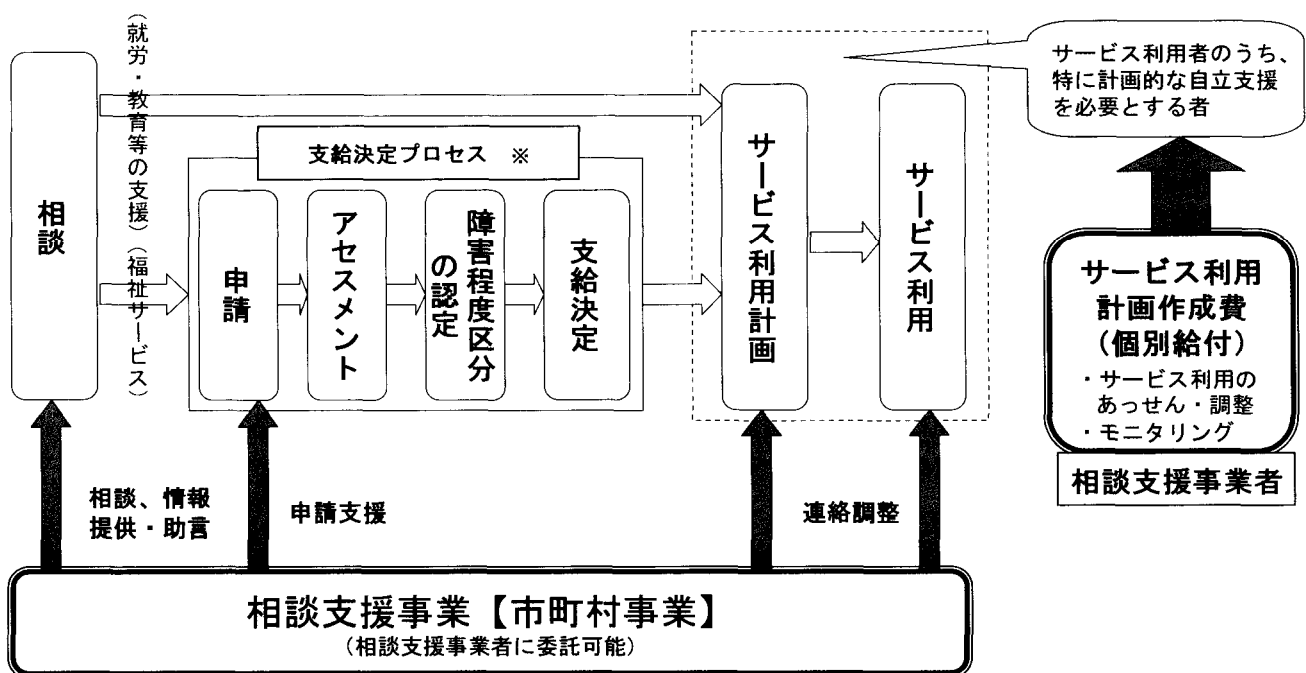 相談
（就労・教育等の支援）
（福祉サービス）
支給決定プロセス　※
申請
アセスメント
障害程度区分
の認定
支給決定
サービス利用計画
サービス利用
サービス利用者のうち、
特に計画的な自立支援
を必要とする者
サービス利用
計画作成費
（個別給付）
・サービス利用の
あっせん・調整
・モニタリング
相談支援事業者
相談、情報
提供・助言
申請支援
連絡調整
相談支援事業【市町村事業】
（相談支援事業者に委託可能）